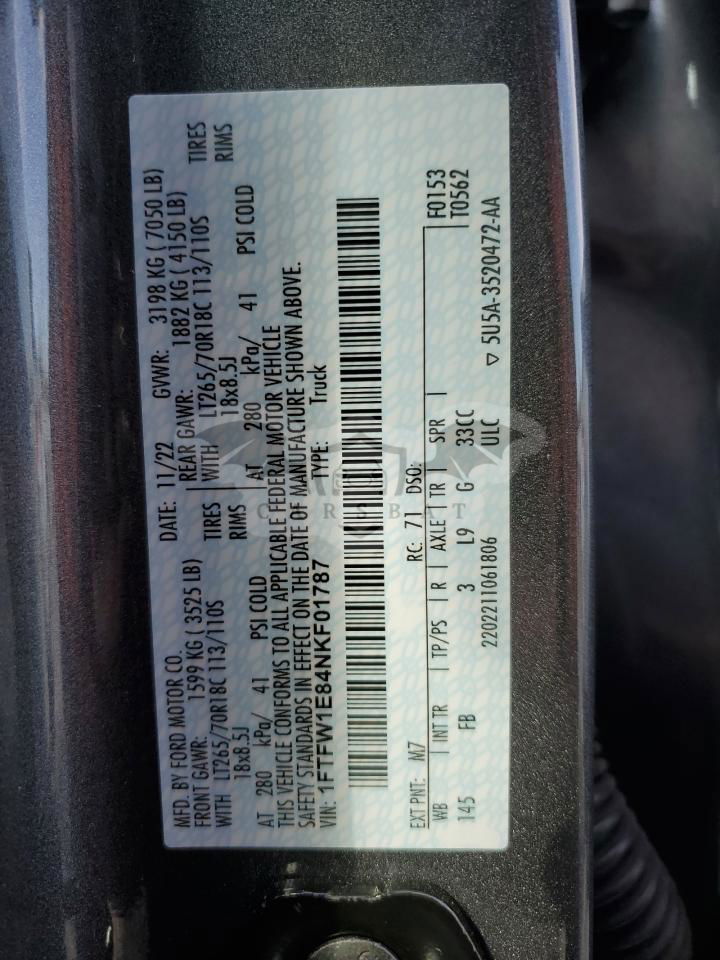 MFD. BY FORD MOTOR CO.
DATE: 11/22 GVWR: 3198 KG ( 7050 LB)
FRONT GAWR: 1599 KG ( 3525 LB) REAR GAWR: 1882 KG ( 4150 LB)
WITH LT265/70R18C 113/110S TIRES WITH LT265/70R18C 113/110S TIRES
18x8.5J RIMS 18x8.5J RIMS
AT 280 kPa/ 41 PSI COLD AT 280 kPa/ 41 PSI COLD
THIS VEHICLE CONFORMS TO ALL APPLICABLE FEDERAL MOTOR VEHICLE
SAFETY STANDARDS IN EFFECT ON THE DATE OF MANUFACTURE SHOWN ABOVE.
VIN: 1FTFW1E84NKF01787 TYPE: Truck
CARSBAT
EXT PNT: M7 RC: 71 DSO: F0153
WB INT TR TP/PS R AXLE TR SPR T0562
145 FB 3 L9 G 33CC
2202211061806 ULC ▽ 5U5A-3520472-AA